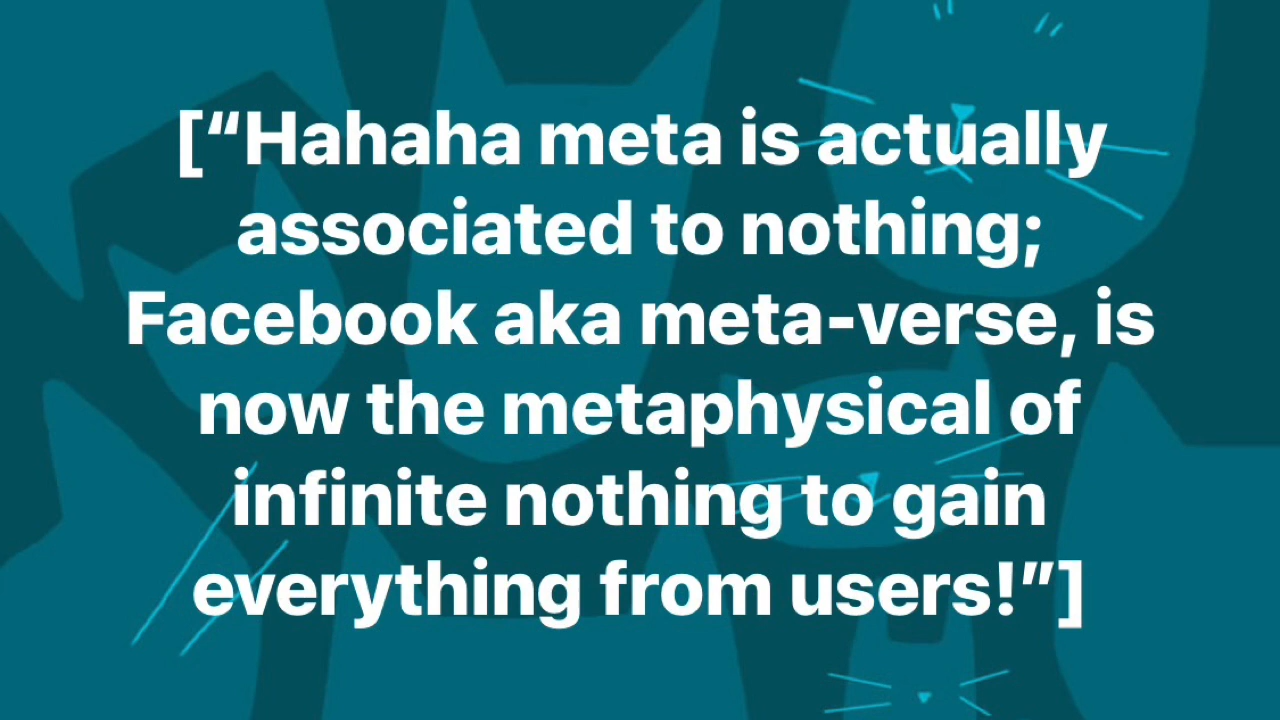 [“Hahaha meta is actually
associated to nothing;
Facebook aka meta-verse, is
now the metaphysical of
infinite nothing to gain
everything from users!”]